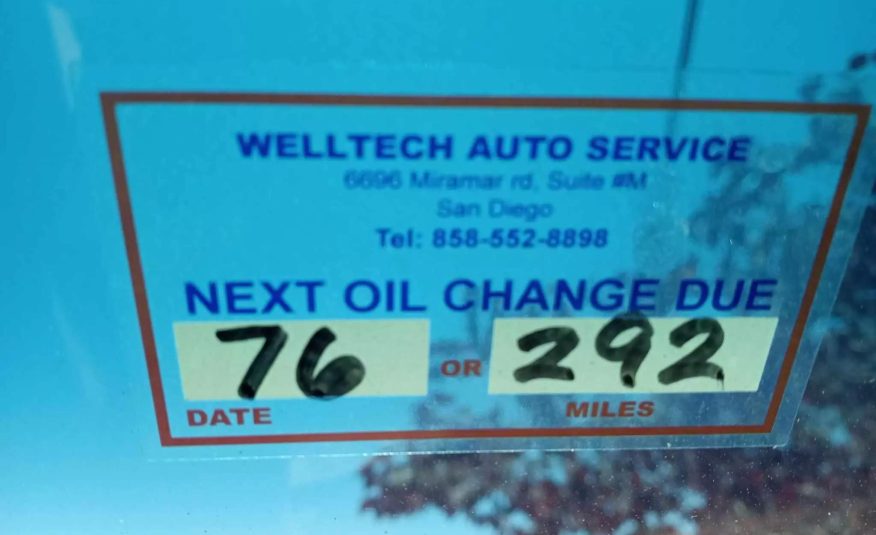 WELLTECH AUTO SERVICE
6696 Miramar rd, Suite #M
San Diego
Tel: 858-552-8898
NEXT OIL CHANGE DUE
76 OR 292
DATE MILES